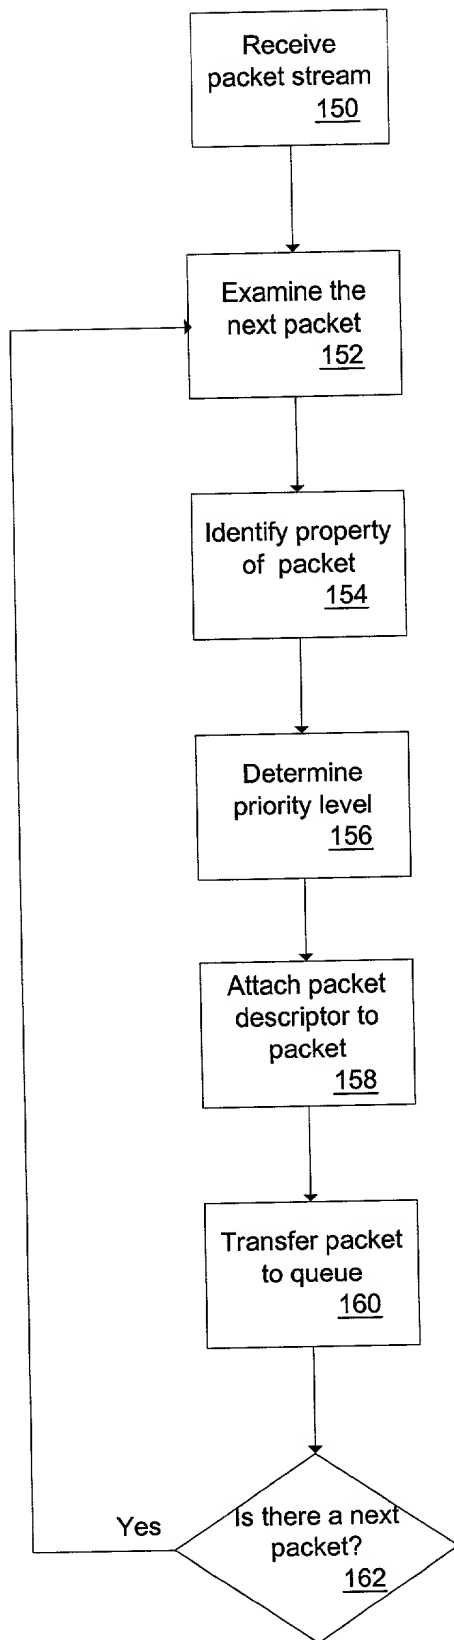 Receive
packet stream
150
Examine the
next packet
152
Identify property
of packet
154
Determine
priority level
156
Attach packet
descriptor to
packet
158
Transfer packet
to queue
160
Yes
Is there a next
packet?
162